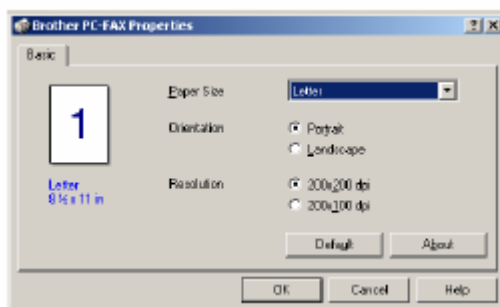 Brother PC-FAX Properties
Basic
1
Letter
8 ½ x 11 in
Paper Size
Letter
Orientation
Portrait
Landscape
Resolution
200x200 dpi
200x100 dpi
Default
About
OK
Cancel
Help